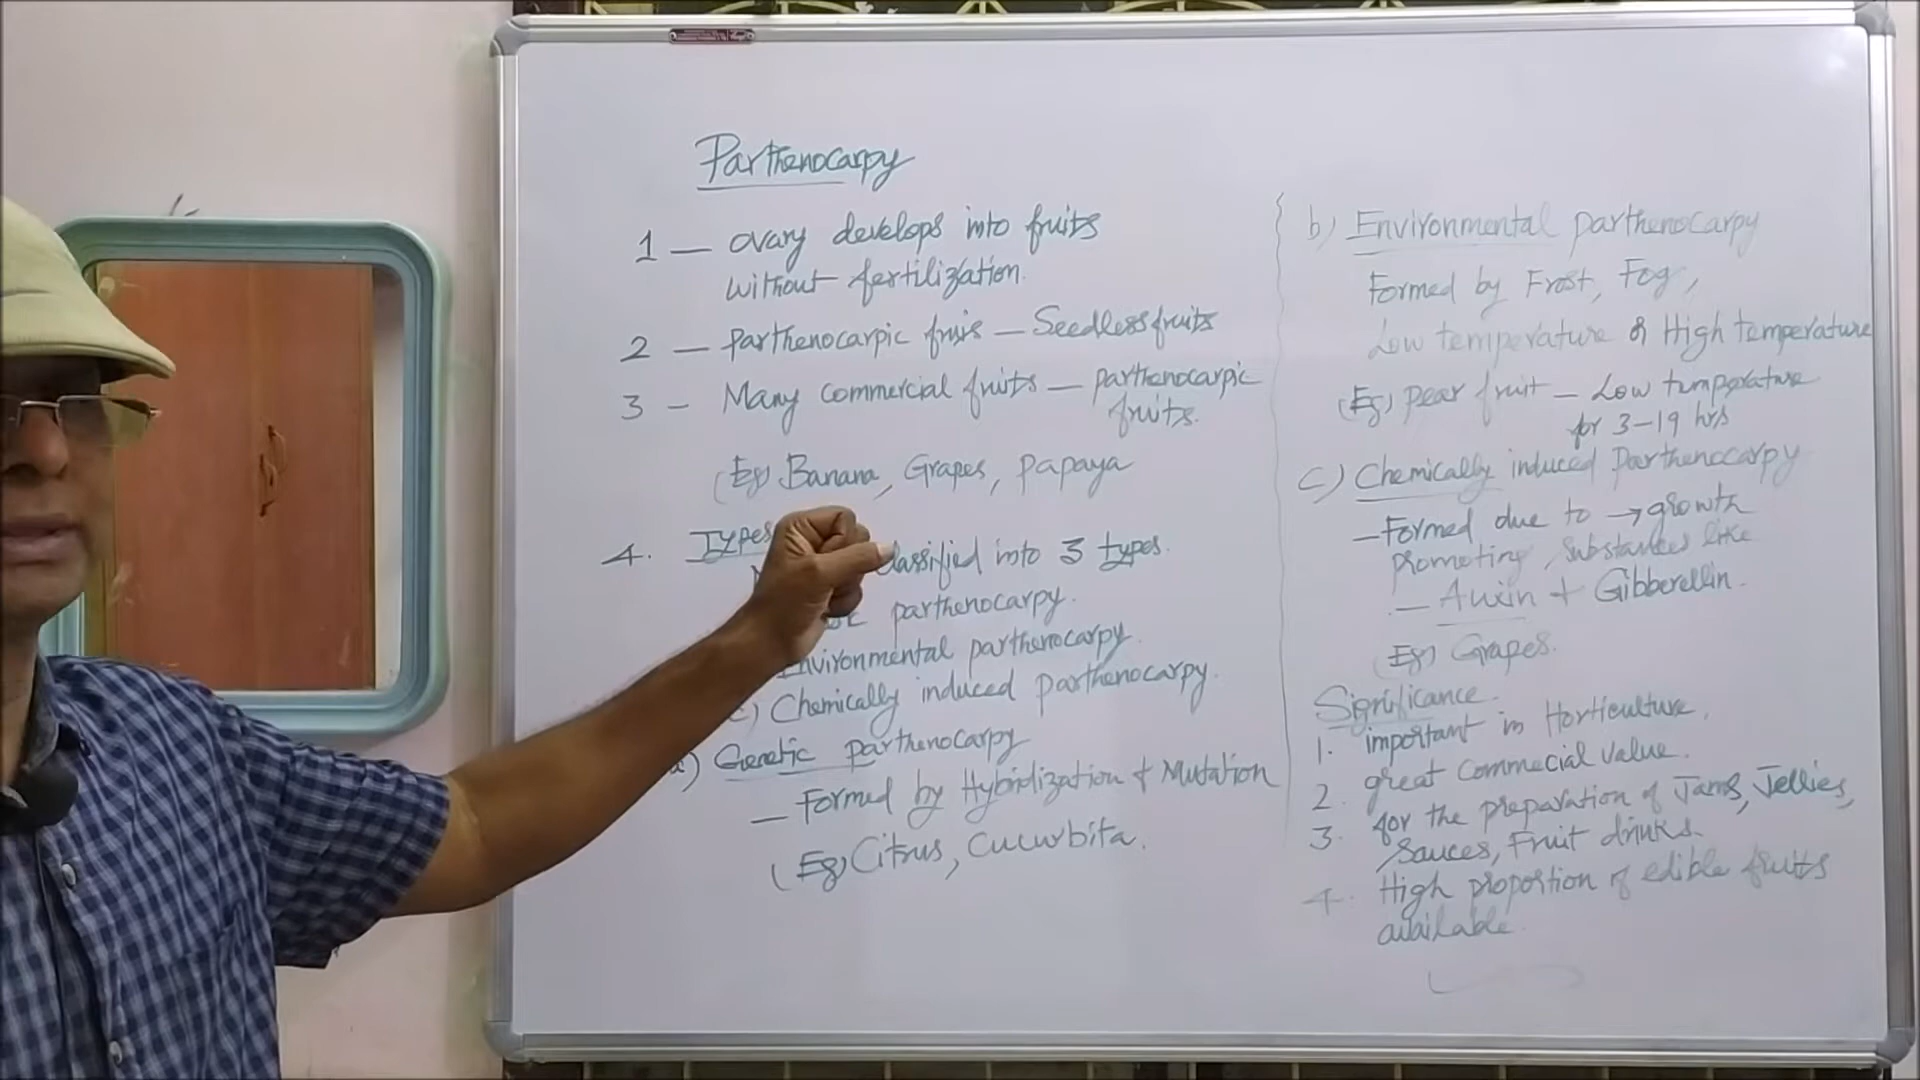 Parthenocarpy
1 — Ovary develops into fruits
without fertilization.
2 — Parthenocarpic fruis — Seedless fruits
3 - Many commercial fruits — parthenocarpic
fruits.
(Eg) Banana, Grapes, Papaya
4. Types
classified into 3 types.
parthenocarpy.
Environmental parthenocarpy.
c) Chemically induced parthenocarpy.
a) Genetic parthenocarpy
— Formed by Hybridization & Mutation
(Eg) Citrus, Cucurbita.
b) Environmental parthenocarpy
Formed by Frost, Fog,
Low temperature & High temperature
(Eg) Pear fruit — Low temperature
for 3-19 hrs
c) Chemically induced Parthenocarpy
— Formed due to → growth
promoting substances like
— Auxin & Gibberellin.
(Eg) Grapes.
Significance.
1. important in Horticulture.
2. great commercial value.
3. for the preparation of Jams, Jellies,
Sauces, Fruit drinks.
4. High proportion of edible fruits
available.